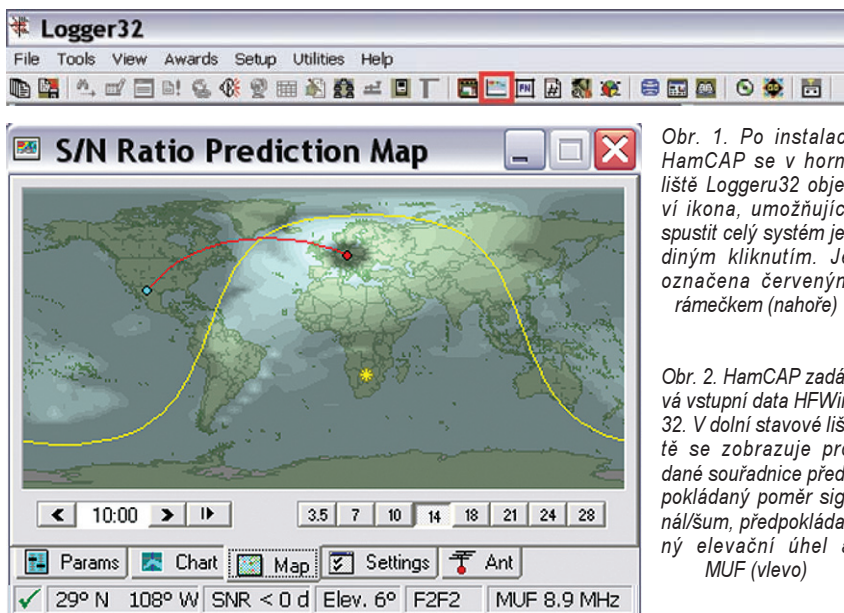 Logger32
File Tools View Awards Setup Utilities Help
S/N Ratio Prediction Map
10:00
3.5 7 10 14 18 21 24 28
Params Chart Map Settings Ant
29° N 108° W SNR < 0 d Elev. 6° F2F2 MUF 8.9 MHz
Obr. 1. Po instalac
HamCAP se v horn
liště Loggeru32 obje
ví ikona, umožňujíc
spustit celý systém je
diným kliknutím. Je
označena červeným
rámečkem (nahoře)
Obr. 2. HamCAP zadá
vá vstupní data HFWin
32. V dolní stavové liš
tě se zobrazuje pro
dané souřadnice před
pokládaný poměr sig
nál/šum, předpokláda
ný elevační úhel a
MUF (vlevo)